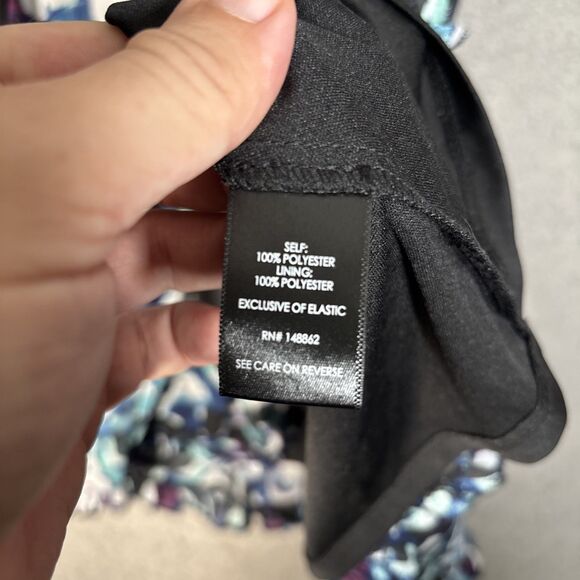 SELF:
100% POLYESTER
LINING:
100% POLYESTER
EXCLUSIVE OF ELASTIC
RN# 148862
SEE CARE ON REVERSE